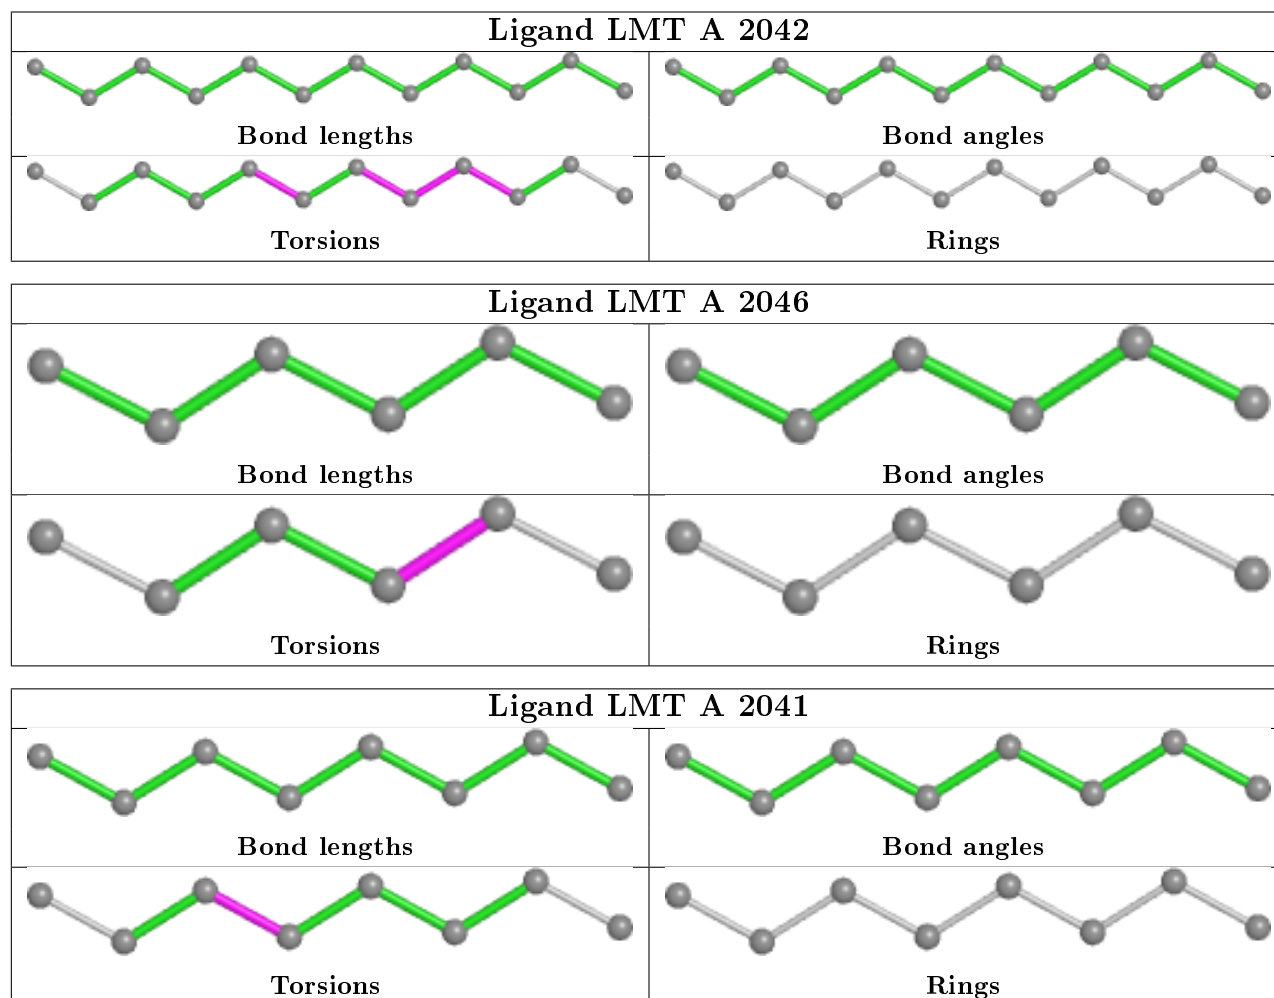 Ligand LMT A 2042
Bond lengths
Bond angles
Torsions
Rings
Ligand LMT A 2046
Bond lengths
Bond angles
Torsions
Rings
Ligand LMT A 2041
Bond lengths
Bond angles
Torsions
Rings